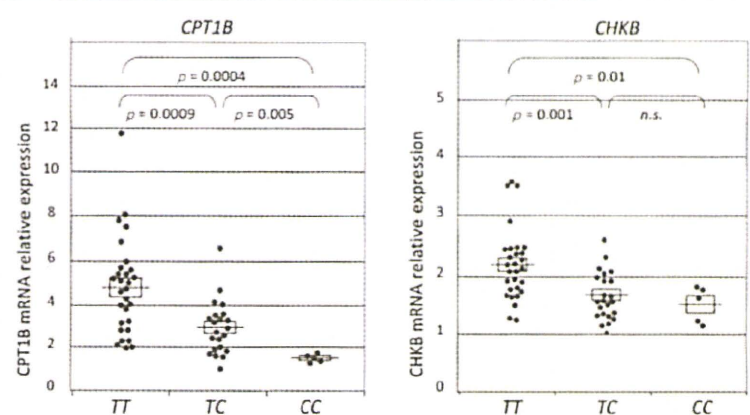 CPT1B
CPT1B mRNA relative expression
14
12
10
8
6
4
2
0
p = 0.0004
p = 0.0009
p = 0.005
TT
TC
CC
CHKB
CHKB mRNA relative expression
5
4
3
2
1
0
p = 0.01
p = 0.001
n.s.
TT
TC
CC